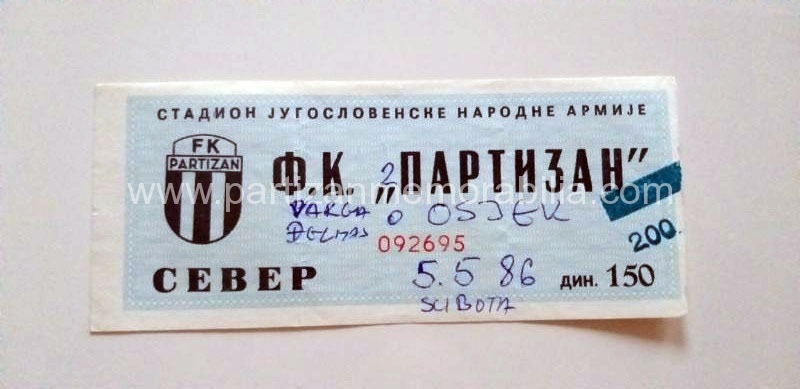 СТАДИОН ЈУГОСЛОВЕНСКЕ НАРОДНЕ АРМИЈЕ
FK
PARTIZAN
Ф.К. „ПАРТИЗАН”
2
www.partizanmemorabilia.com
VARGA 0 OSJEK
ĐELMAŠ
092695
200.
СЕВЕР
5.5 86
ДИН. 150
SUBOTA